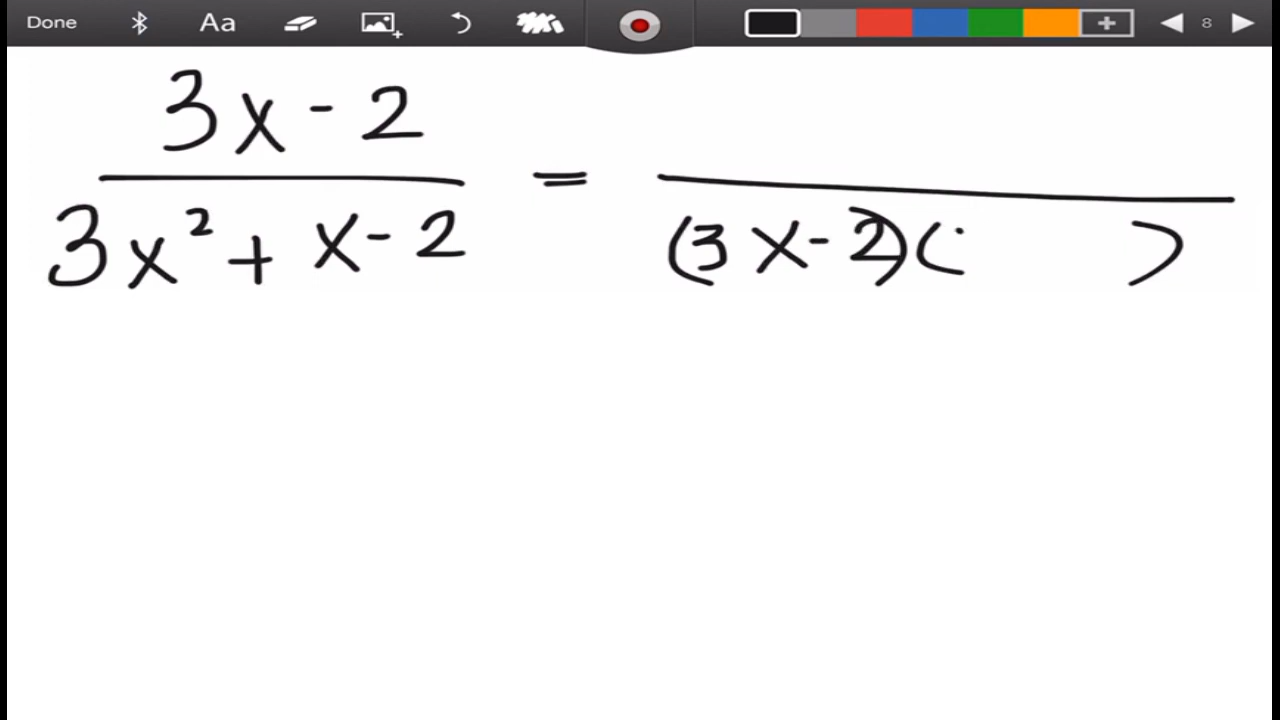 Done Aa 8
3x - 2
= 
3x² + x - 2 (3x - 2)( )